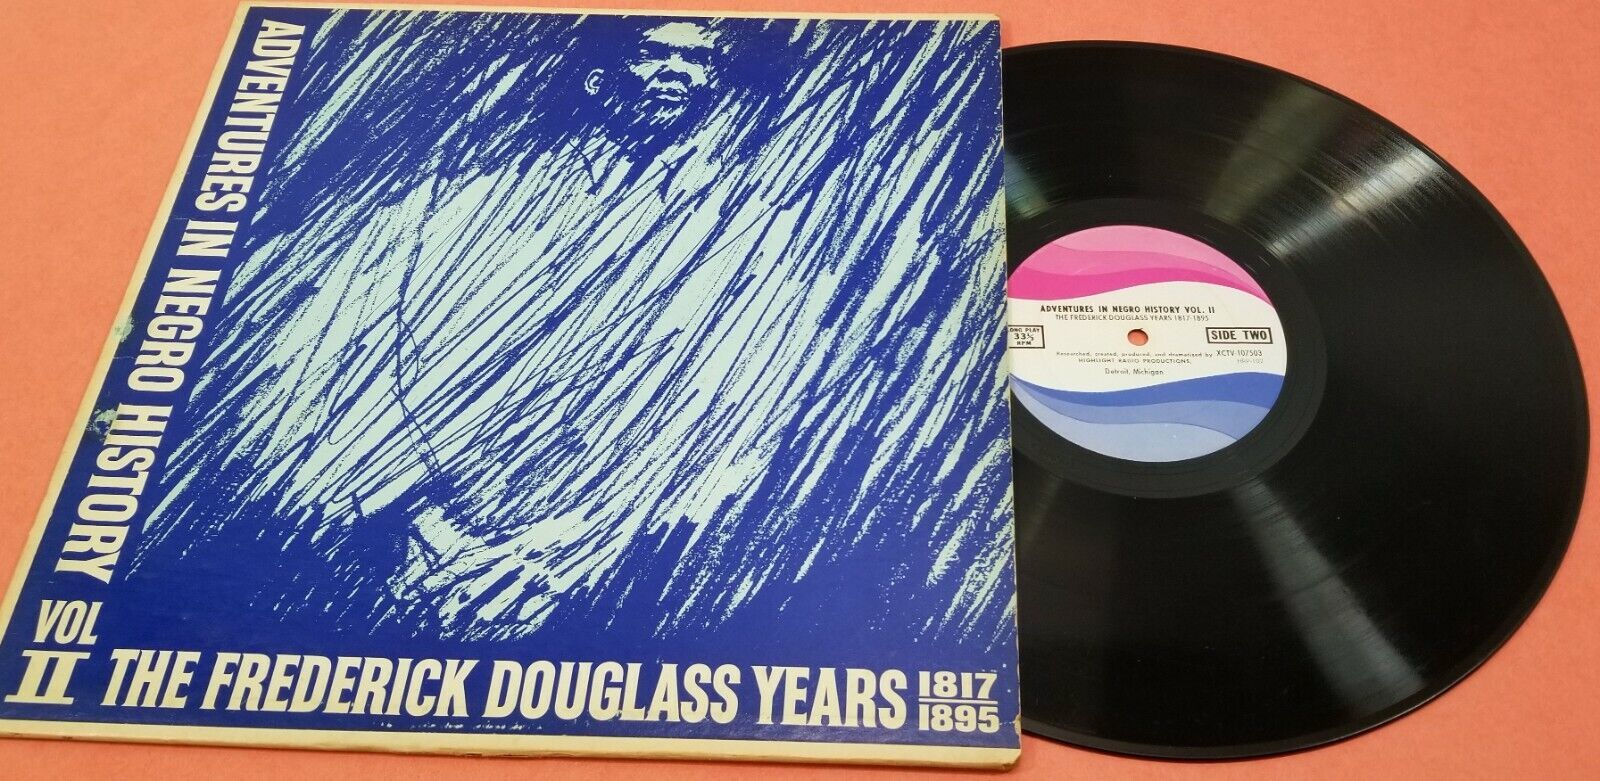 ADVENTURES IN NEGRO HISTORY
VOL
II
THE FREDERICK DOUGLASS YEARS 1817
1895
ADVENTURES IN NEGRO HISTORY VOL. II
THE FREDERICK DOUGLASS YEARS 1817-1895
LONG PLAY
33⅓
RPM
SIDE TWO
Researched, created, produced, and dramatized by
HIGHLIGHT RADIO PRODUCTIONS,
Detroit, Michigan
XCTV-107503